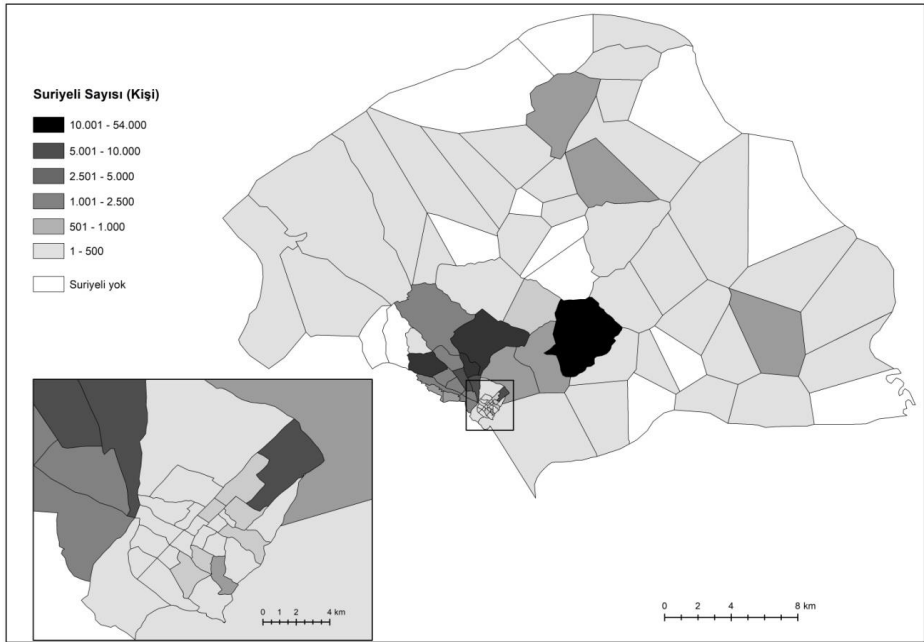 Suriyeli Sayısı (Kişi)
10.001 - 54.000
5.001 - 10.000
2.501 - 5.000
1.001 - 2.500
501 - 1.000
1 - 500
Suriyeli yok
0 1 2 4 km
0 2 4 8 km